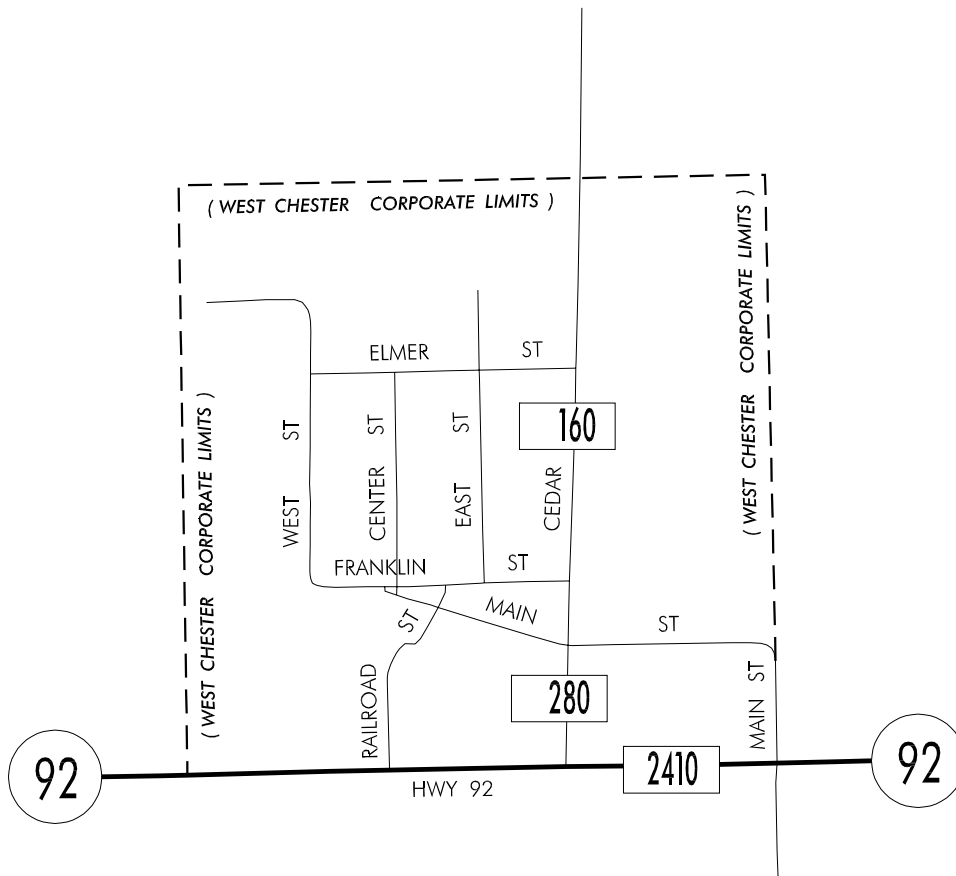 ( WEST CHESTER CORPORATE LIMITS )
( WEST CHESTER CORPORATE LIMITS )
ELMER ST
( WEST CHESTER CORPORATE LIMITS )
WEST ST
CENTER ST
EAST ST
160
CEDAR
FRANKLIN ST
MAIN ST
RAILROAD ST
280
MAIN ST
92
HWY 92
2410
92